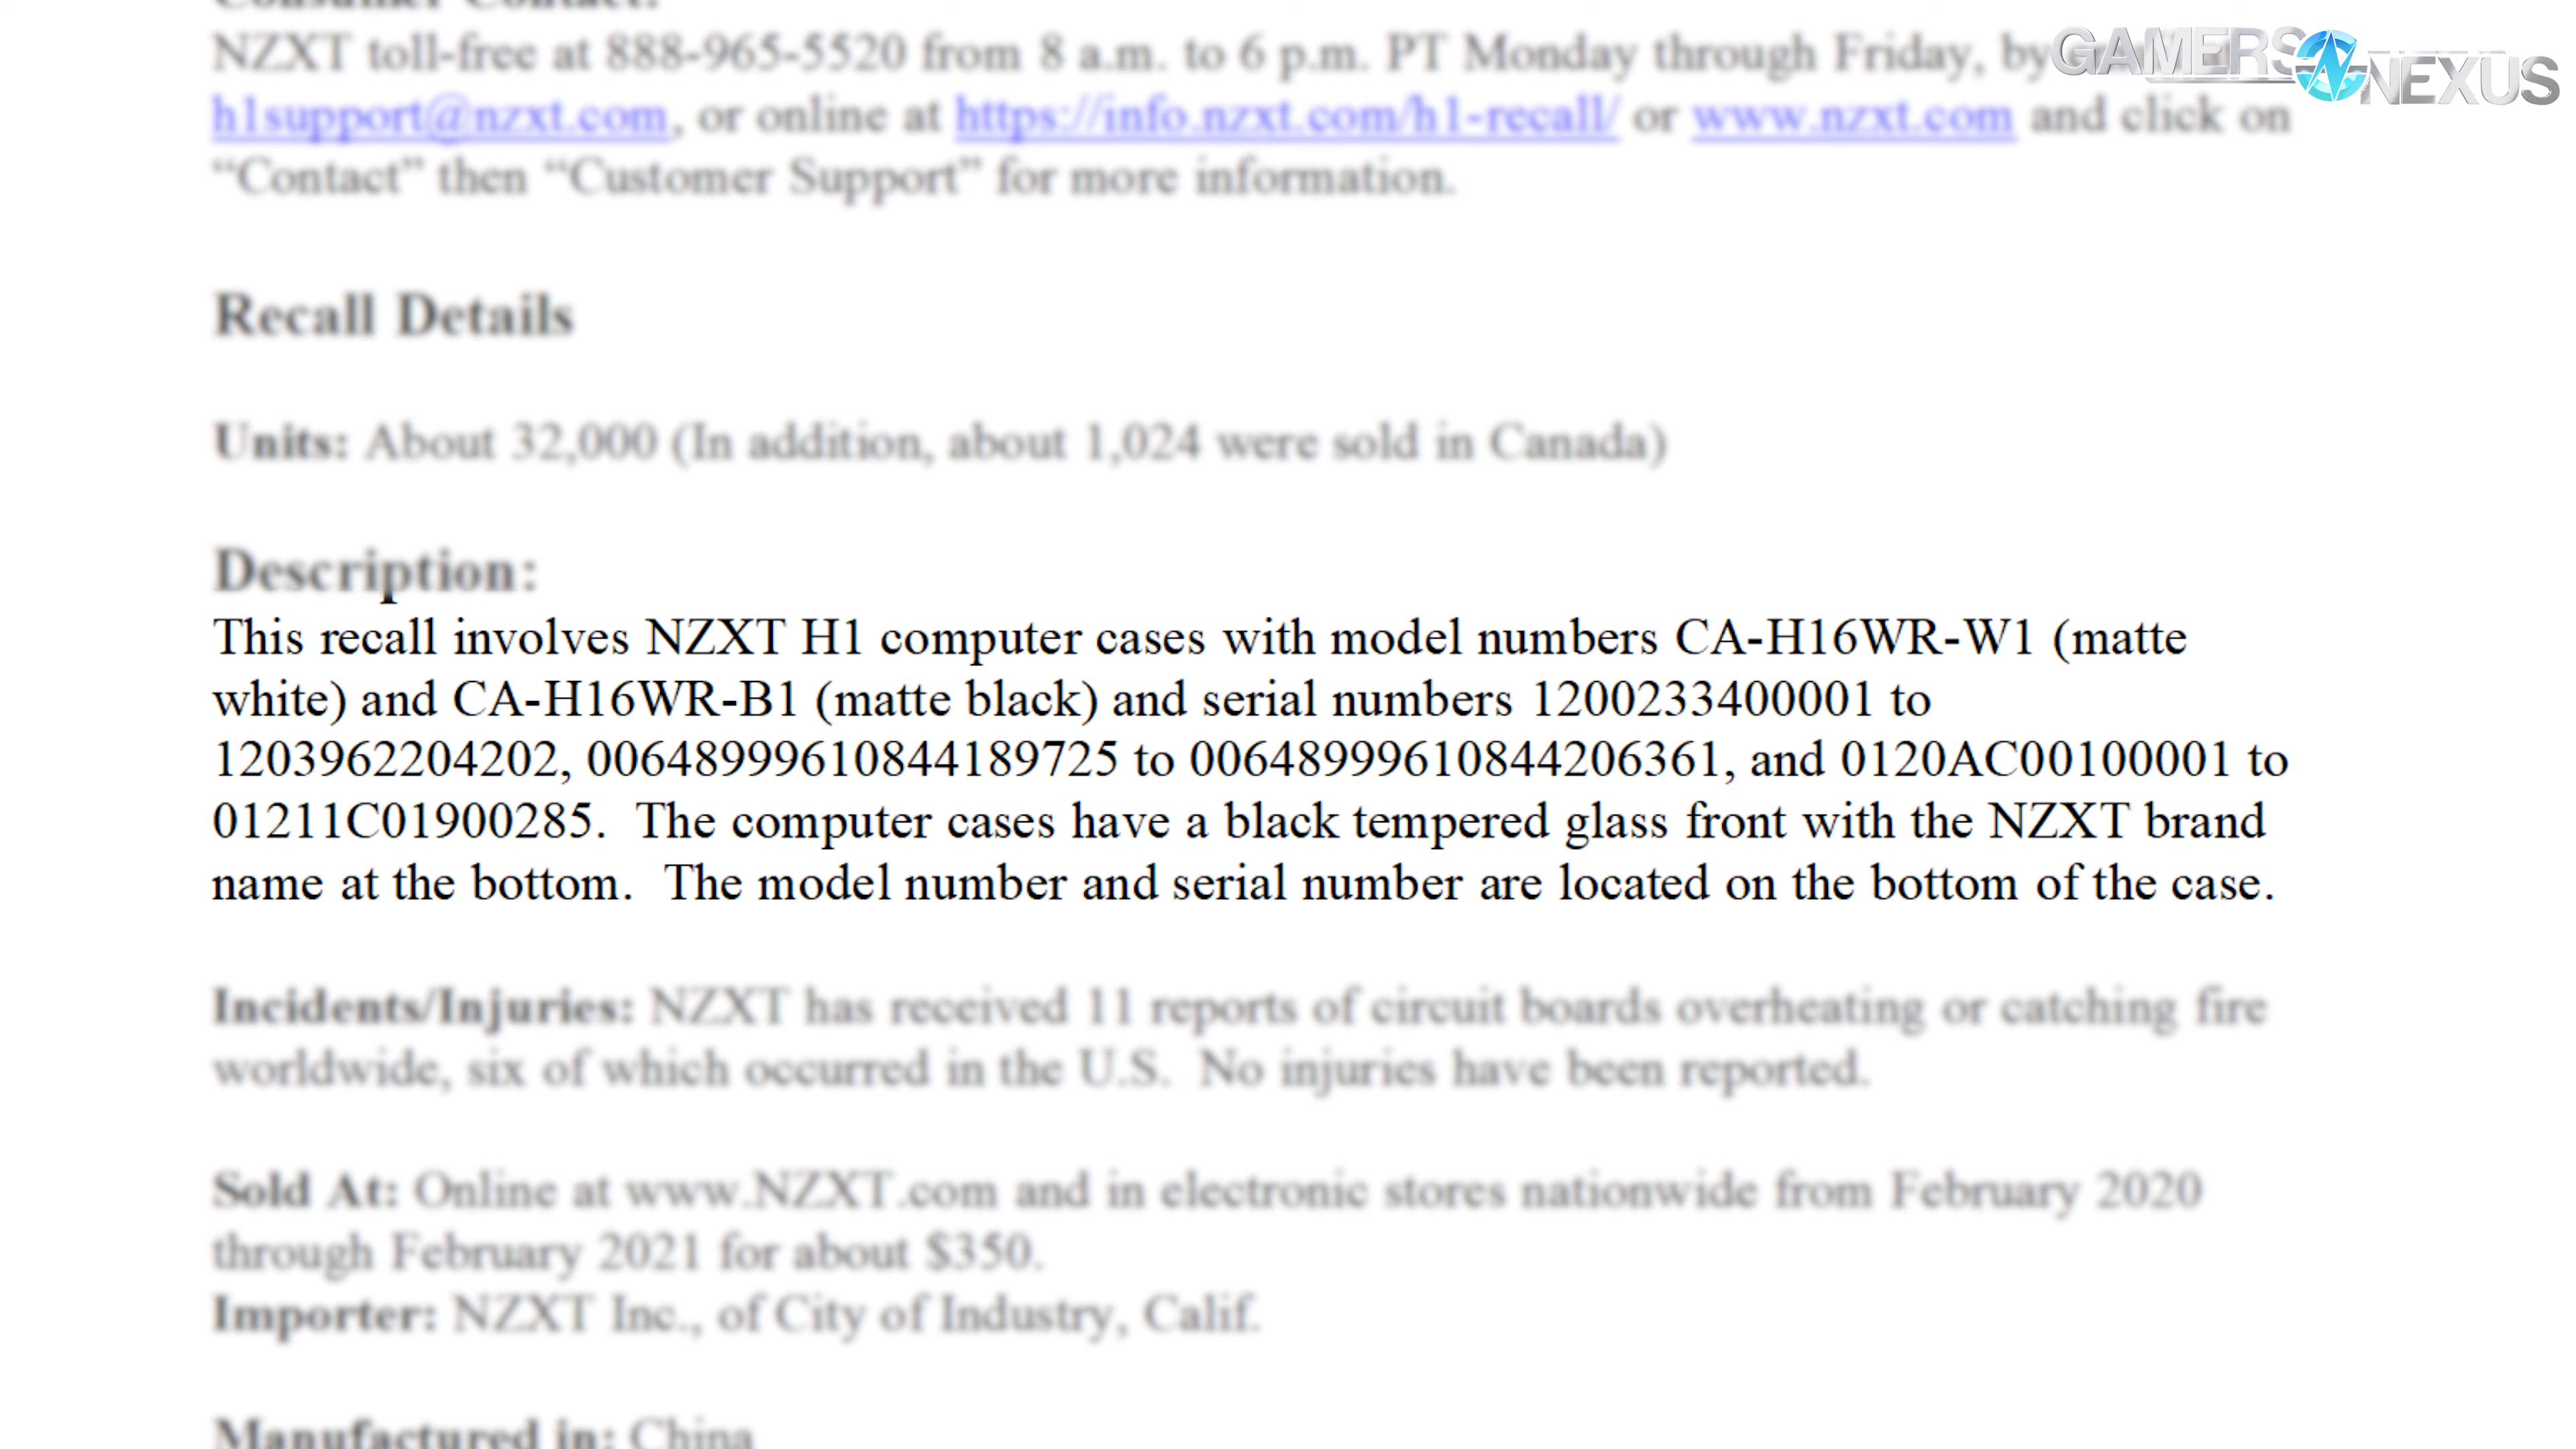 Consumer Contact:
NZXT toll-free at 888-965-5520 from 8 a.m. to 6 p.m. PT Monday through Friday, by
GAMERS NEXUS
h1support@nzxt.com, or online at https://info.nzxt.com/h1-recall/ or www.nzxt.com and click on
“Contact” then “Customer Support” for more information.
Recall Details
Units: About 32,000 (In addition, about 1,024 were sold in Canada)
Description:
This recall involves NZXT H1 computer cases with model numbers CA-H16WR-W1 (matte
white) and CA-H16WR-B1 (matte black) and serial numbers 1200233400001 to
1203962204202, 00648999610844189725 to 00648999610844206361, and 0120AC00100001 to
01211C01900285.  The computer cases have a black tempered glass front with the NZXT brand
name at the bottom.  The model number and serial number are located on the bottom of the case.
Incidents/Injuries: NZXT has received 11 reports of circuit boards overheating or catching fire
worldwide, six of which occurred in the U.S.  No injuries have been reported.
Sold At: Online at www.NZXT.com and in electronic stores nationwide from February 2020
through February 2021 for about $350.
Importer: NZXT Inc., of City of Industry, Calif.
Manufactured in: China